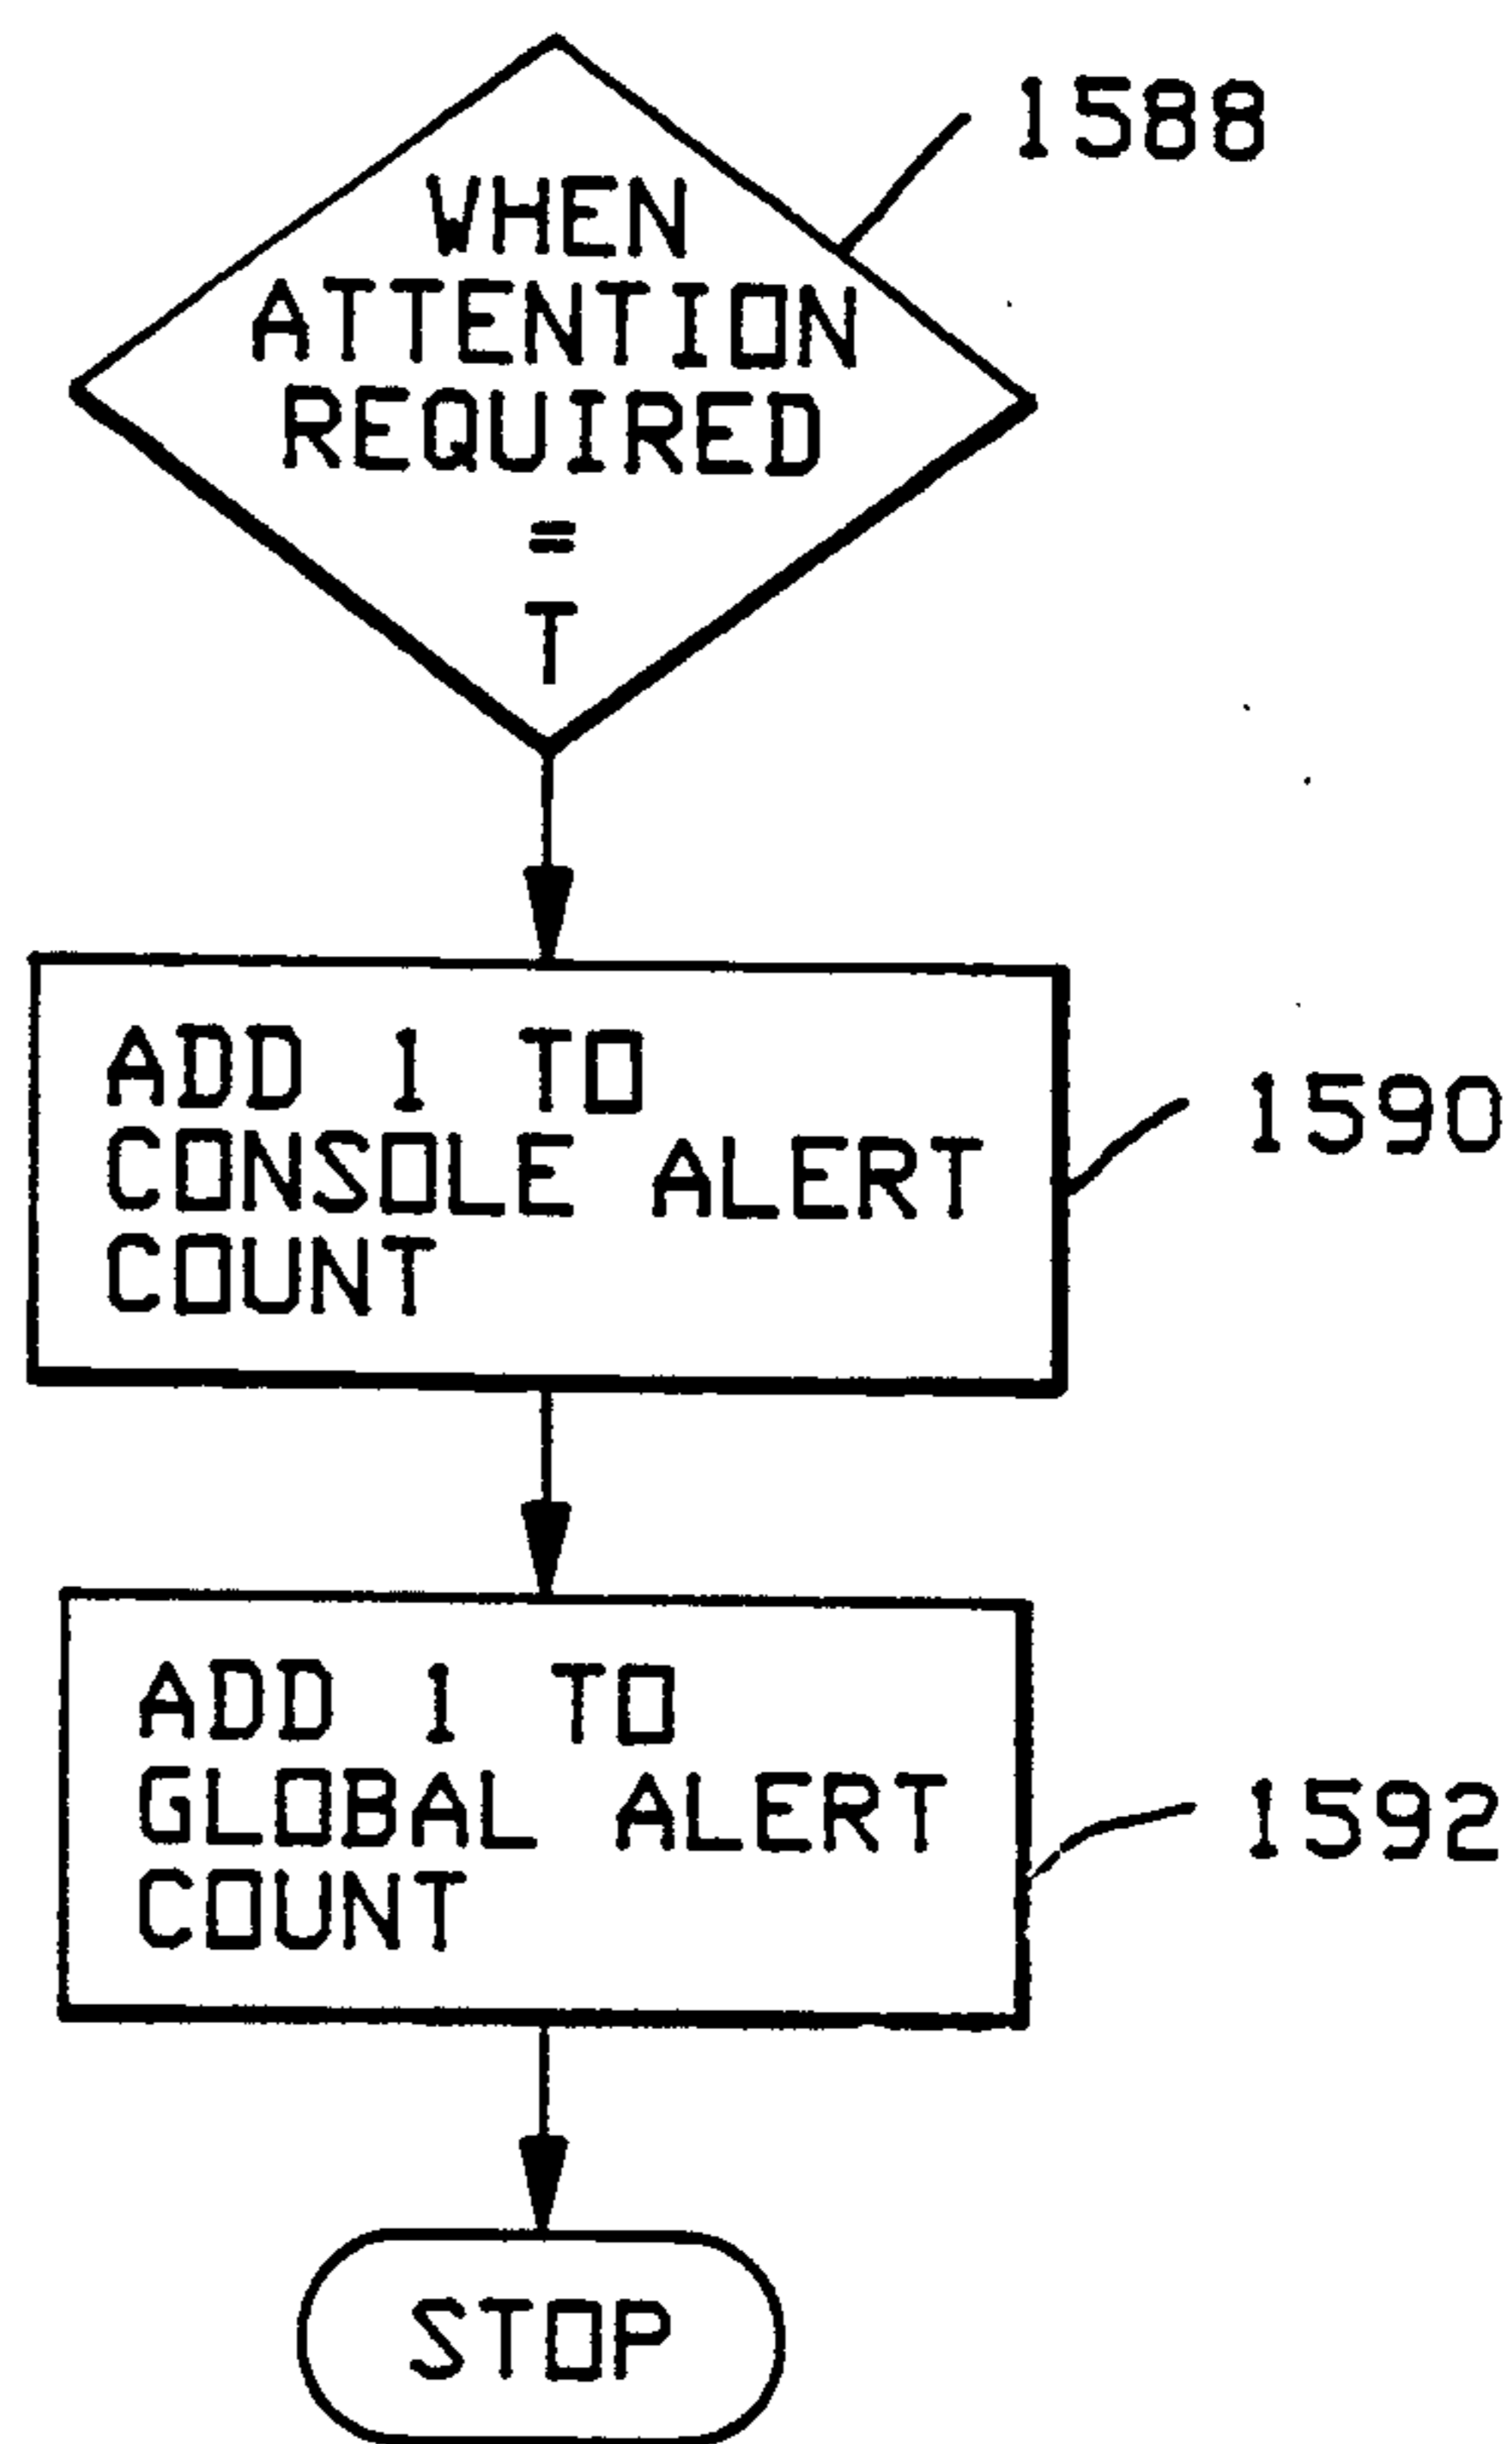 WHEN
ATTENTION
REQUIRED
=
T
1588
ADD 1 TO
CONSOLE ALERT
COUNT
1590
ADD 1 TO
GLOBAL ALERT
COUNT
1592
STOP